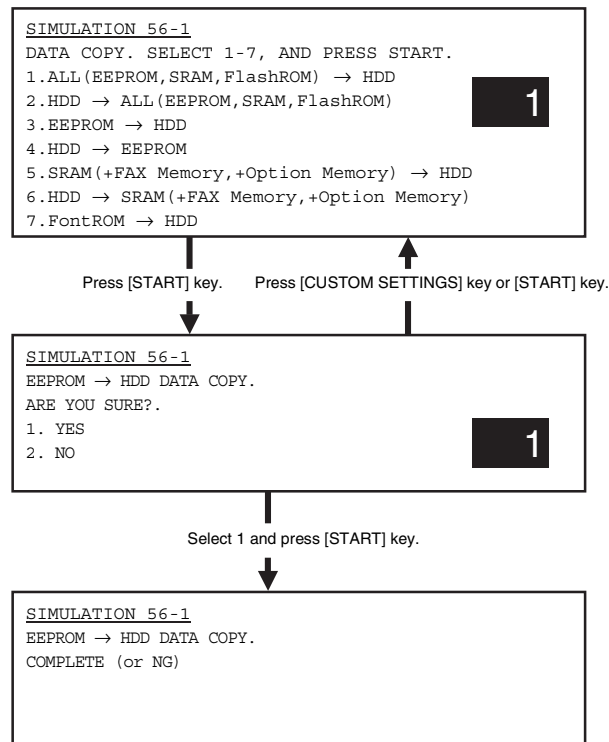 SIMULATION 56-1
DATA COPY. SELECT 1-7, AND PRESS START.
1.ALL(EEPROM,SRAM,FlashROM) → HDD
2.HDD → ALL(EEPROM,SRAM,FlashROM)
1
3.EEPROM → HDD
4.HDD → EEPROM
5.SRAM(+FAX Memory,+Option Memory) → HDD
6.HDD → SRAM(+FAX Memory,+Option Memory)
7.FontROM → HDD
Press [START] key.
Press [CUSTOM SETTINGS] key or [START] key.
SIMULATION 56-1
EEPROM → HDD DATA COPY.
ARE YOU SURE?.
1. YES
2. NO
1
Select 1 and press [START] key.
SIMULATION 56-1
EEPROM → HDD DATA COPY.
COMPLETE (or NG)